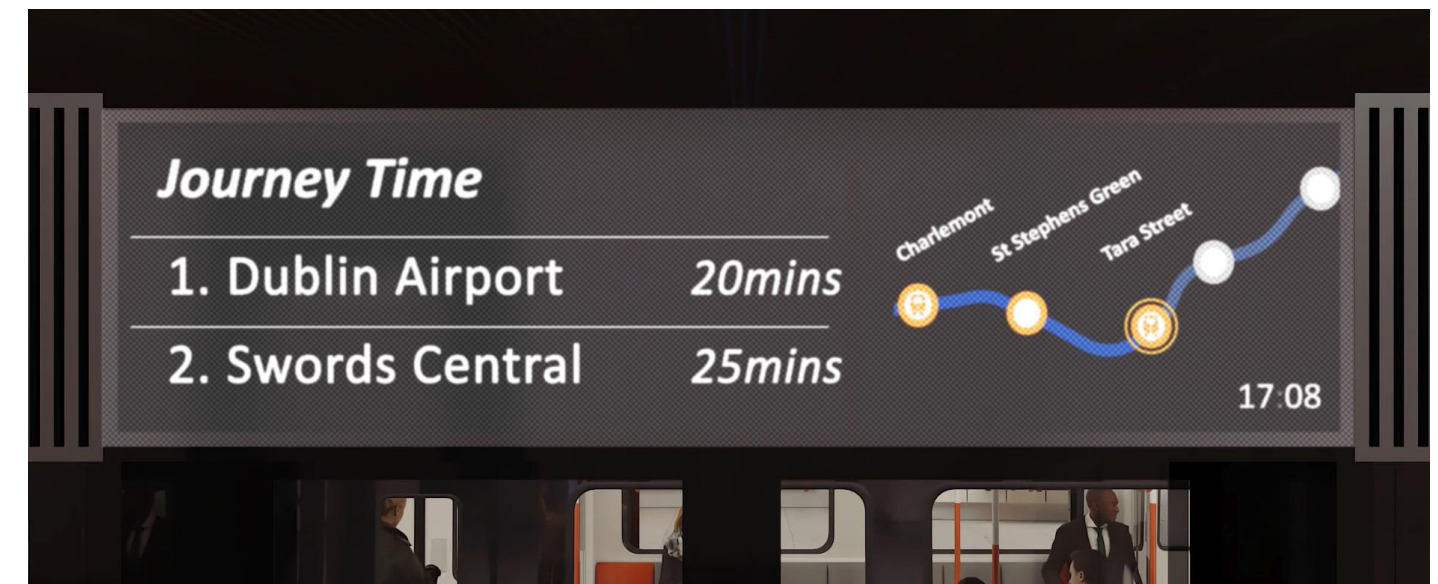 Journey Time
1. Dublin Airport 20mins
2. Swords Central 25mins
Charlemont
St Stephens Green
Tara Street
17:08